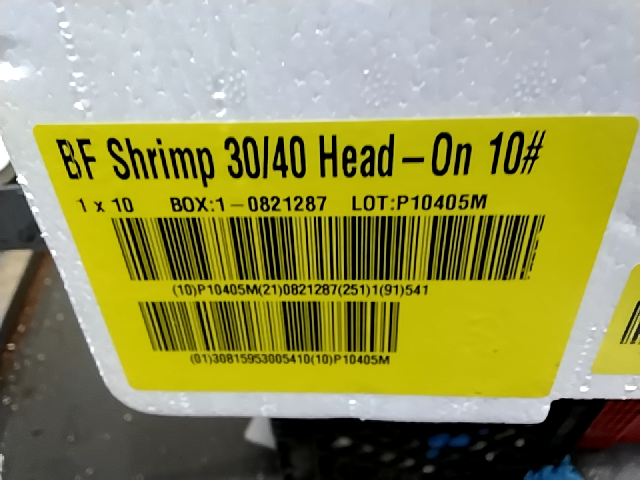 BF Shrimp 30/40 Head-On 10#
1 x 10 BOX:1-0821287 LOT:P10405M
(10)P10405M(21)0821287(251)1(91)541
(01)30815953005410(10)P10405M